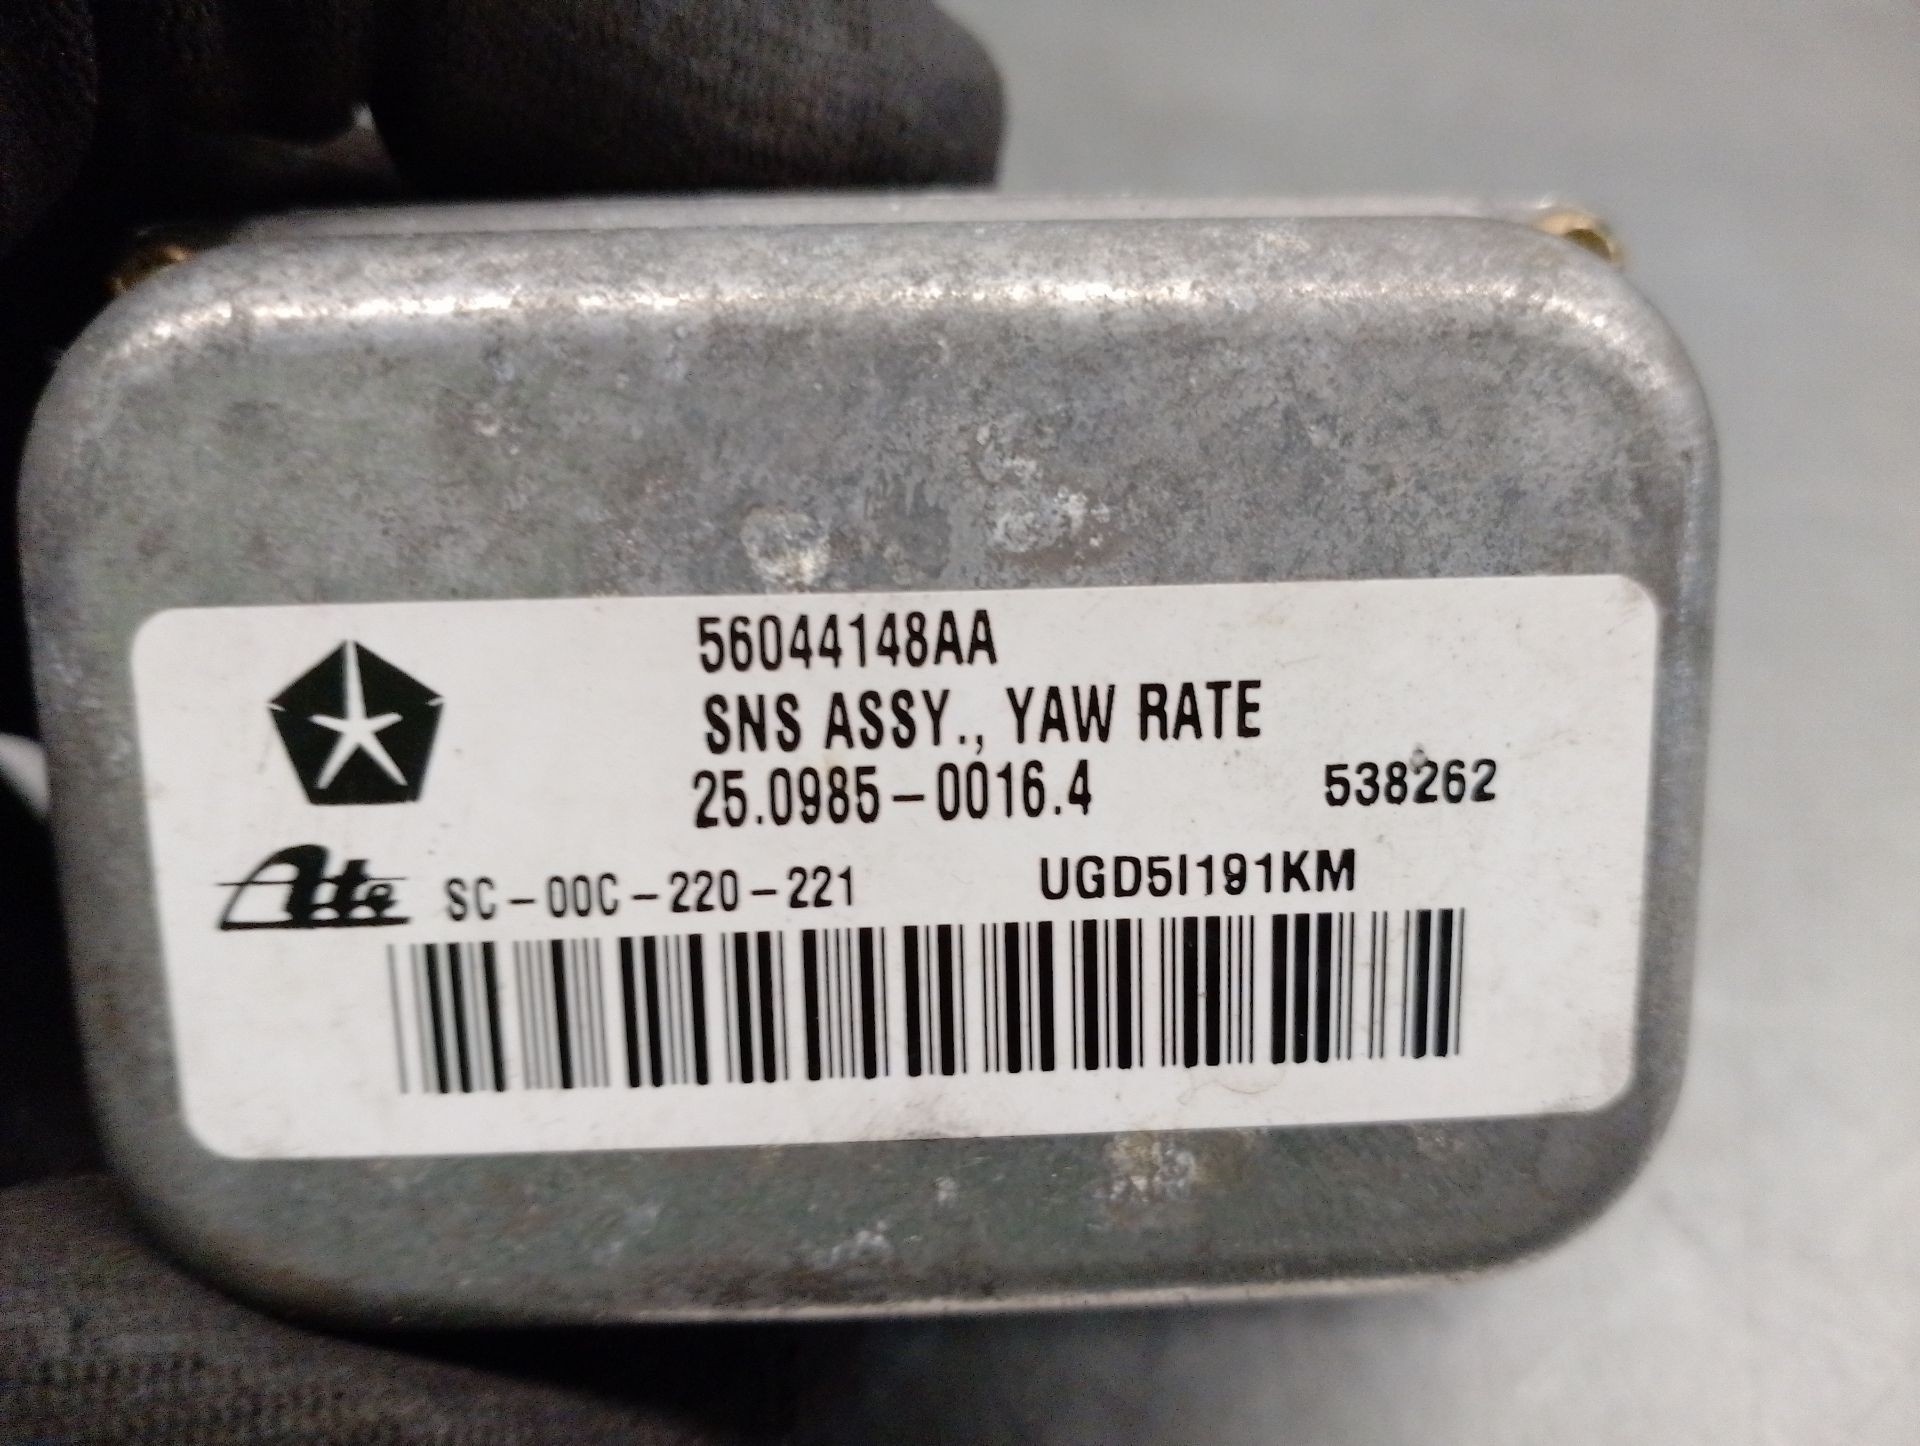 56044148AA
SNS ASSY., YAW RATE
25.0985-0016.4 538262
Ate SC-00C-220-221 UGD5I191KM